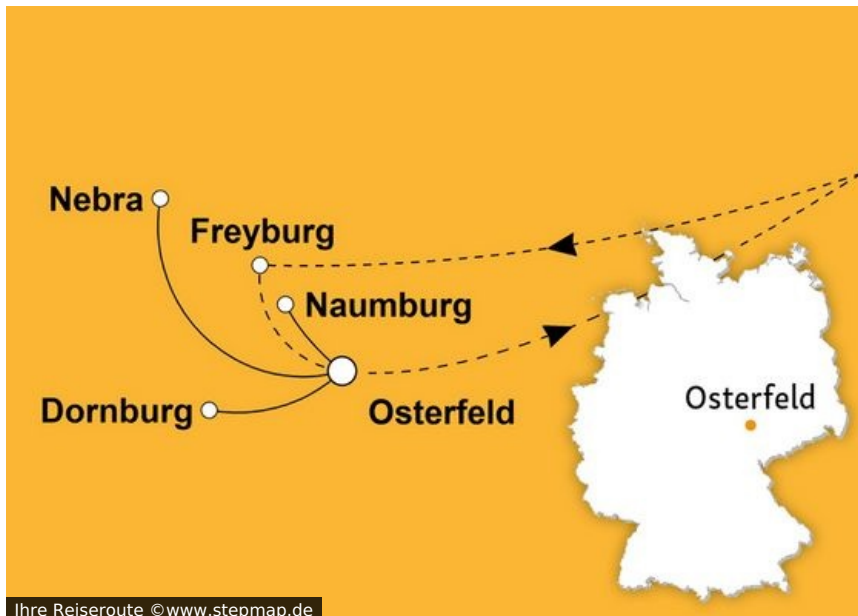 Nebra
Freyburg
Naumburg
Dornburg
Osterfeld
Osterfeld
Ihre Reiseroute ©www.stepmap.de